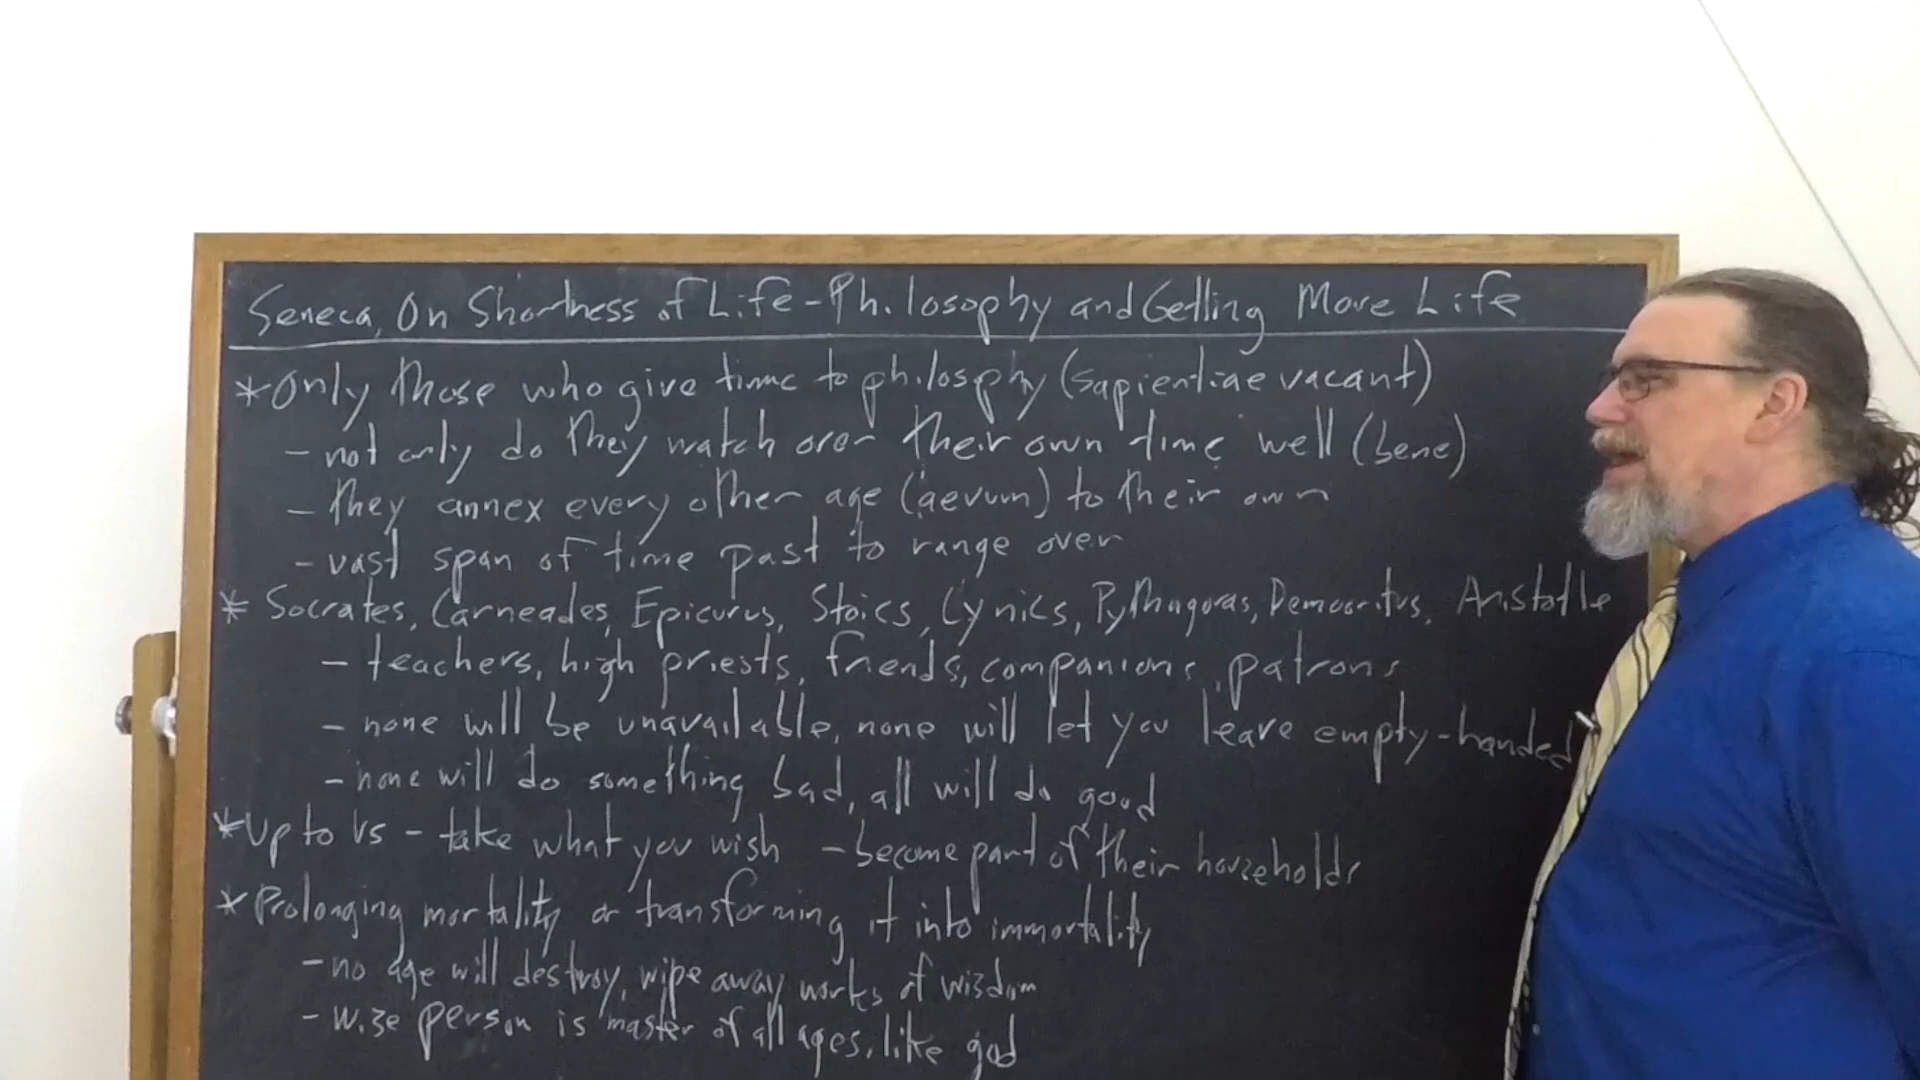 Seneca, On Shortness of Life - Philosophy and Getting More Life
* Only those who give time to philosphy (sapientiae vacant)
- not only do they watch over their own time well (bene)
- they annex every other age (aevum) to their own
- vast span of time past to range over
* Socrates, Carneades, Epicurus, Stoics, Cynics, Pythagoras, Democritus, Aristotle
- teachers, high priests, friends, companions, patrons
- none will be unavailable, none will let you leave empty-handed
- none will do something bad, all will do good
* Up to us - take what you wish - become part of their households
* Prolonging mortality or transforming it into immortality
- no age will destroy, wipe away works of wisdom
- wise person is master of all ages, like god